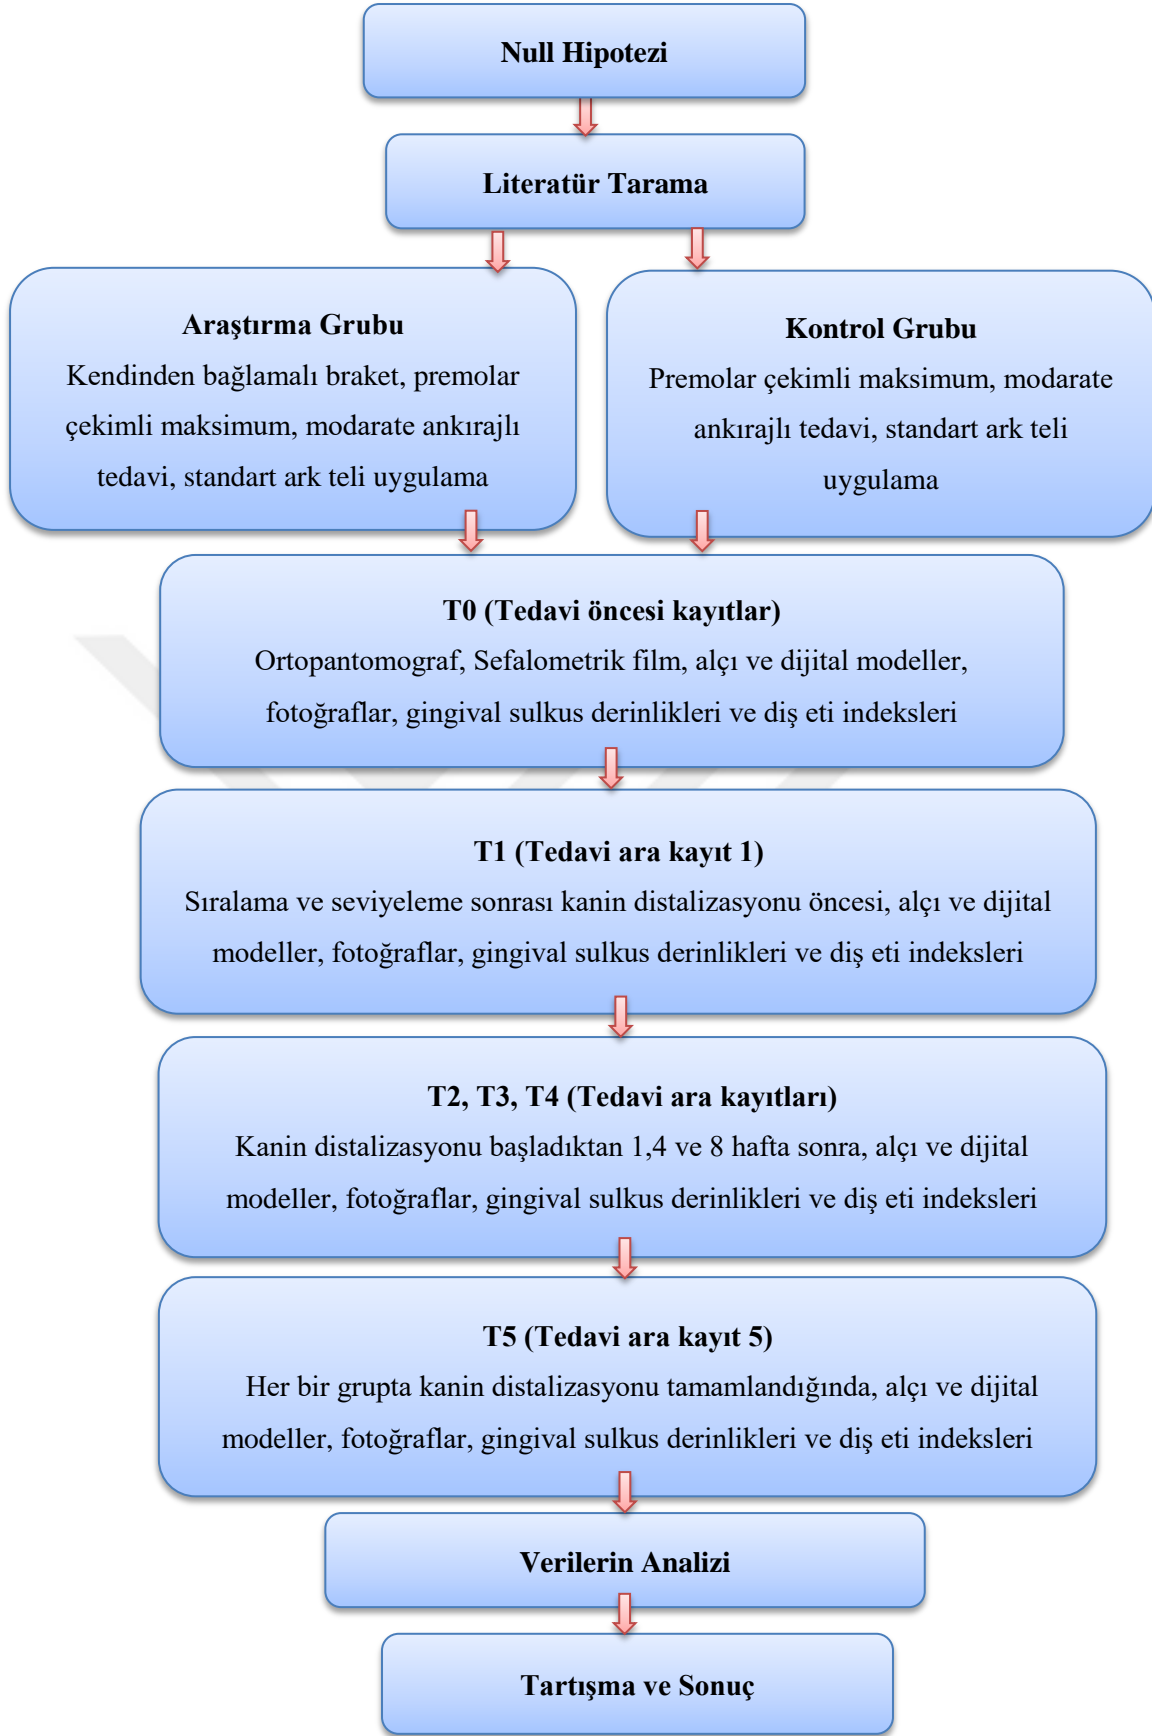 Null Hipotezi
Literatür Tarama
Araştırma Grubu
Kendinden bağlamalı braket, premolar
çekimli maksimum, modarate ankırajlı
tedavi, standart ark teli uygulama
Kontrol Grubu
Premolar çekimli maksimum, modarate
ankırajlı tedavi, standart ark teli
uygulama
T0 (Tedavi öncesi kayıtlar)
Ortopantomograf, Sefalometrik film, alçı ve dijital modeller,
fotoğraflar, gingival sulkus derinlikleri ve diş eti indeksleri
T1 (Tedavi ara kayıt 1)
Sıralama ve seviyeleme sonrası kanin distalizasyonu öncesi, alçı ve dijital
modeller, fotoğraflar, gingival sulkus derinlikleri ve diş eti indeksleri
T2, T3, T4 (Tedavi ara kayıtları)
Kanin distalizasyonu başladıktan 1,4 ve 8 hafta sonra, alçı ve dijital
modeller, fotoğraflar, gingival sulkus derinlikleri ve diş eti indeksleri
T5 (Tedavi ara kayıt 5)
Her bir grupta kanin distalizasyonu tamamlandığında, alçı ve dijital
modeller, fotoğraflar, gingival sulkus derinlikleri ve diş eti indeksleri
Verilerin Analizi
Tartışma ve Sonuç